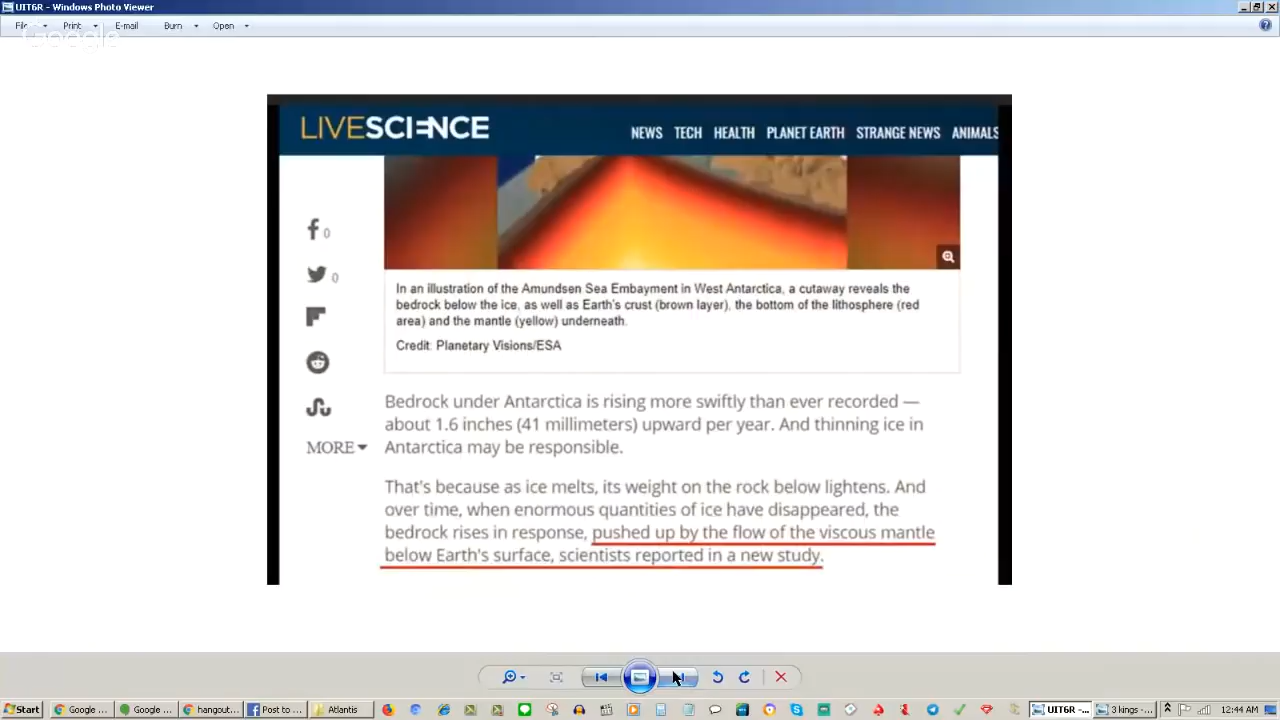 UIT6R - Windows Photo Viewer
File Print E-mail Burn Open
Google
LIVESCIENCE
NEWS TECH HEALTH PLANET EARTH STRANGE NEWS ANIMALS
0
0
In an illustration of the Amundsen Sea Embayment in West Antarctica, a cutaway reveals the
bedrock below the ice, as well as Earth's crust (brown layer), the bottom of the lithosphere (red
area) and the mantle (yellow) underneath.
Credit: Planetary Visions/ESA
Bedrock under Antarctica is rising more swiftly than ever recorded —
about 1.6 inches (41 millimeters) upward per year. And thinning ice in
MORE
Antarctica may be responsible.
That's because as ice melts, its weight on the rock below lightens. And
over time, when enormous quantities of ice have disappeared, the
bedrock rises in response, pushed up by the flow of the viscous mantle
below Earth's surface, scientists reported in a new study.
Start Google ... Google ... hangout... Post to ... Atlantis UIT6R -... 3 kings -... :44 AM